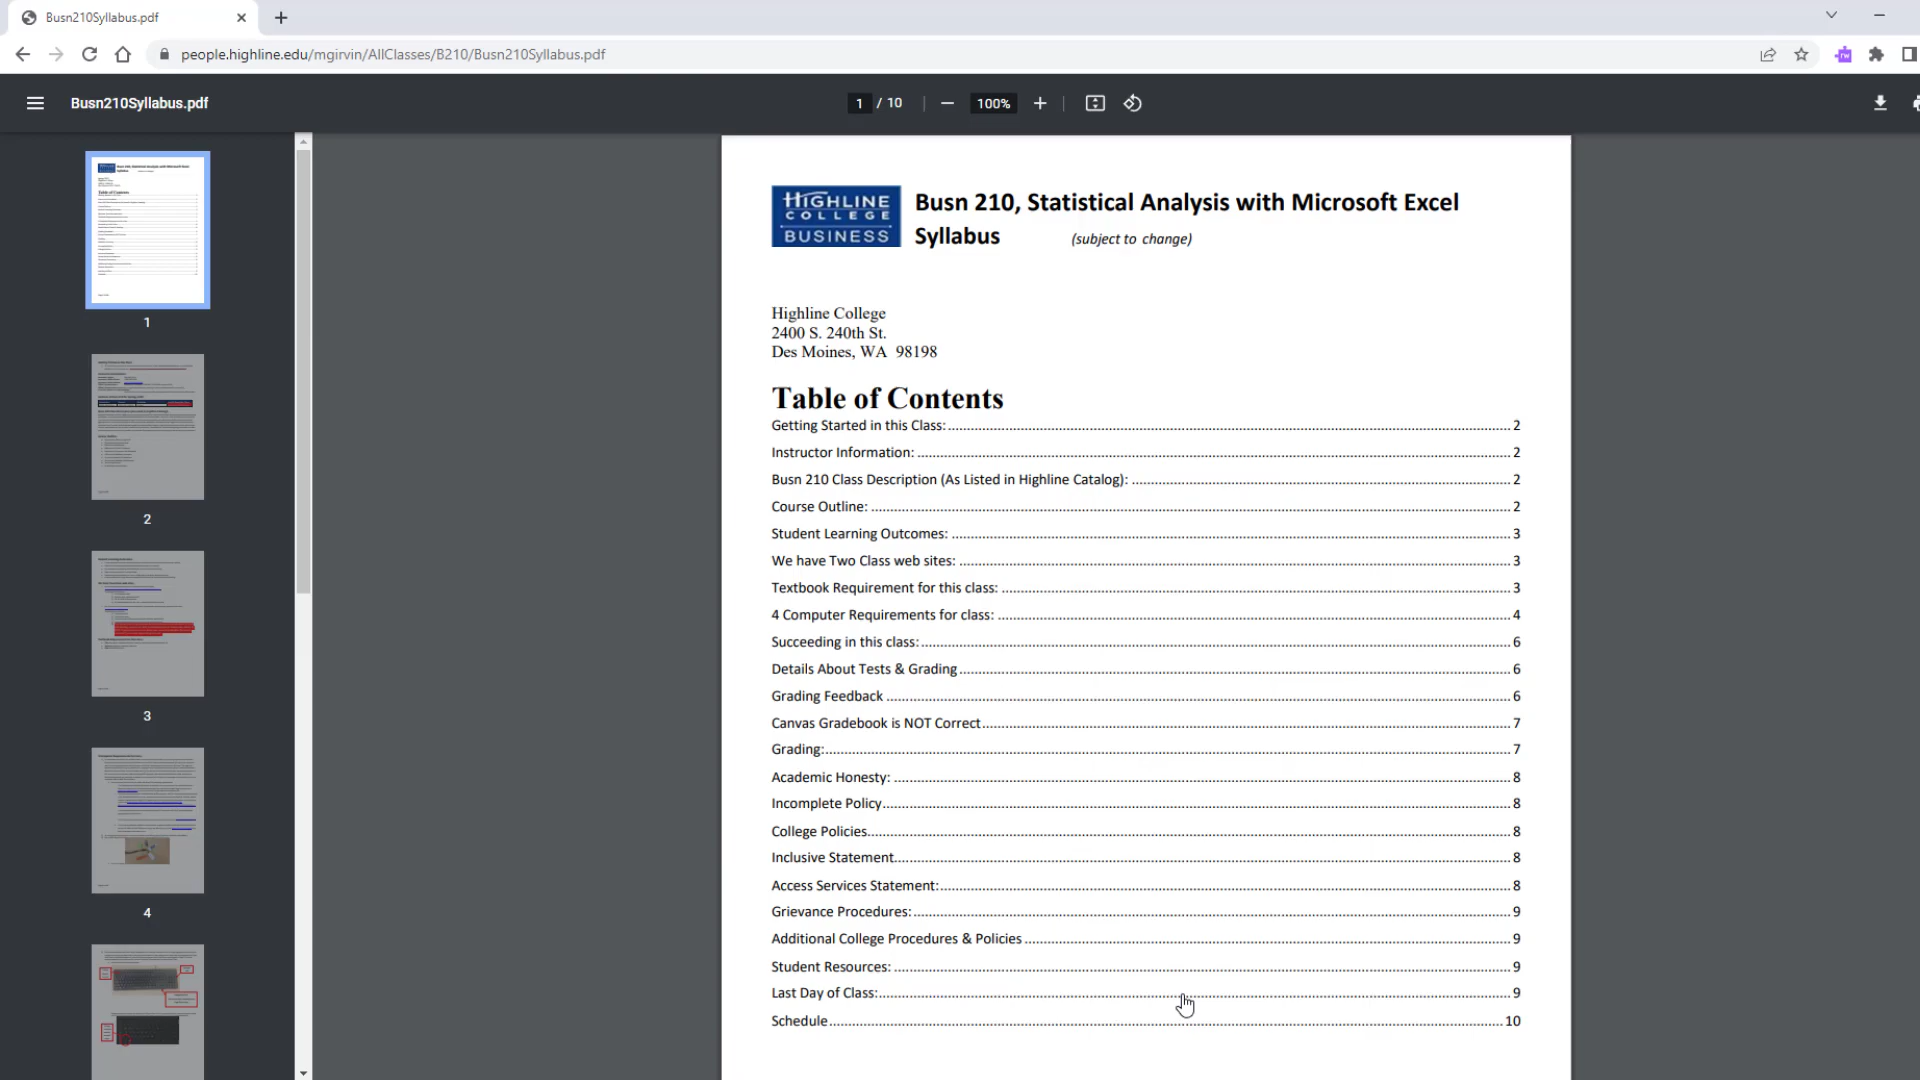 Busn210Syllabus.pdf
people.highline.edu/mgirvin/AllClasses/B210/Busn210Syllabus.pdf
Busn210Syllabus.pdf
1 / 10
100%
1
2
3
4
HIGHLINE
COLLEGE
BUSINESS
Busn 210, Statistical Analysis with Microsoft Excel
Syllabus (subject to change)
Highline College
2400 S. 240th St.
Des Moines, WA 98198
Table of Contents
Getting Started in this Class: 2
Instructor Information: 2
Busn 210 Class Description (As Listed in Highline Catalog): 2
Course Outline: 2
Student Learning Outcomes: 3
We have Two Class web sites: 3
Textbook Requirement for this class: 3
4 Computer Requirements for class: 4
Succeeding in this class: 6
Details About Tests & Grading 6
Grading Feedback 6
Canvas Gradebook is NOT Correct 7
Grading: 7
Academic Honesty: 8
Incomplete Policy 8
College Policies 8
Inclusive Statement 8
Access Services Statement: 8
Grievance Procedures: 9
Additional College Procedures & Policies 9
Student Resources: 9
Last Day of Class: 9
Schedule 10